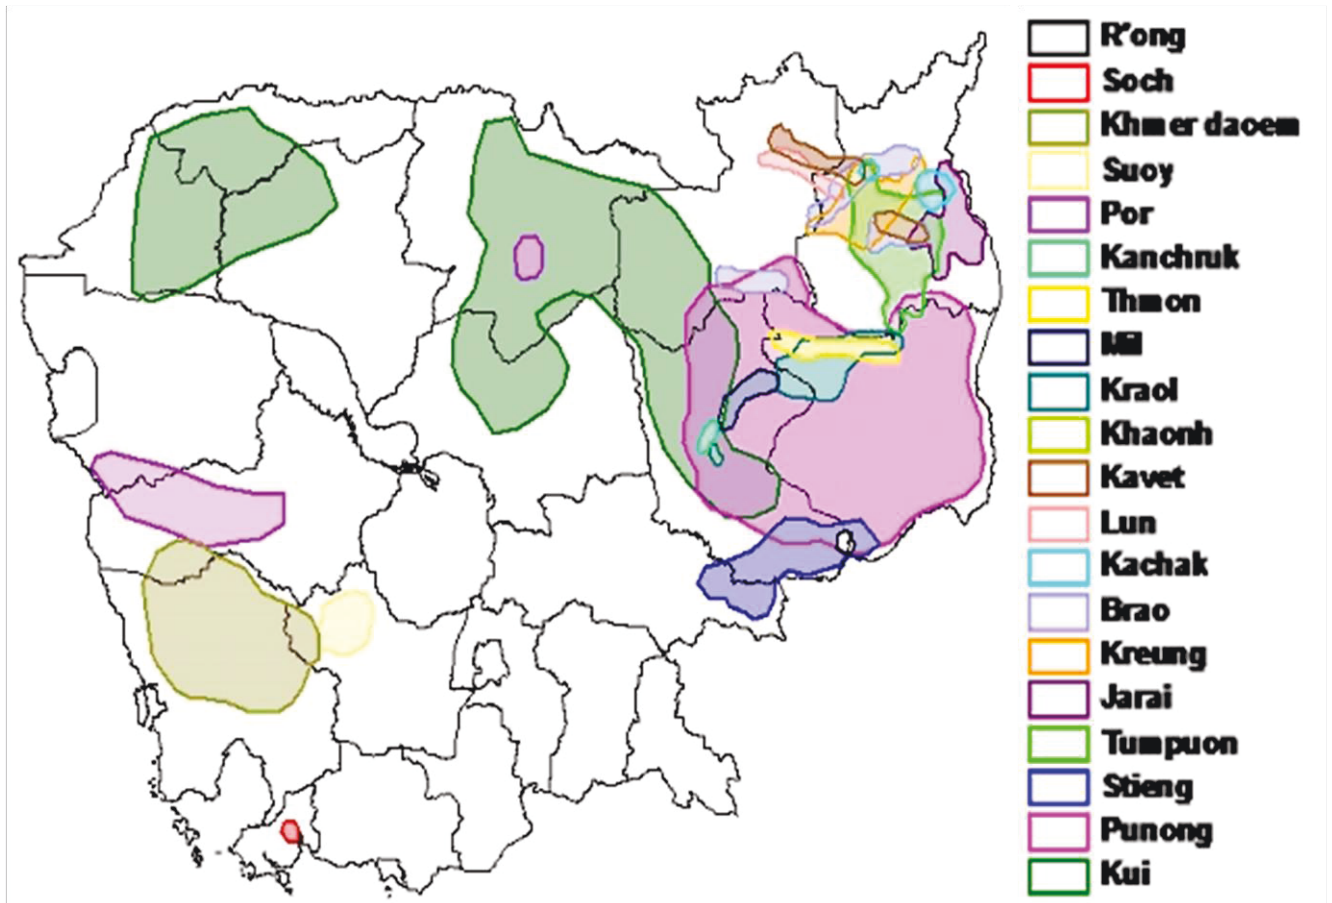 R'ong
Soch
Khmer daoem
Suoy
Por
Kanchruk
Thmon
Mil
Kraol
Khaonh
Kavet
Lun
Kachak
Brao
Kreung
Jarai
Tumpuon
Stieng
Punong
Kui